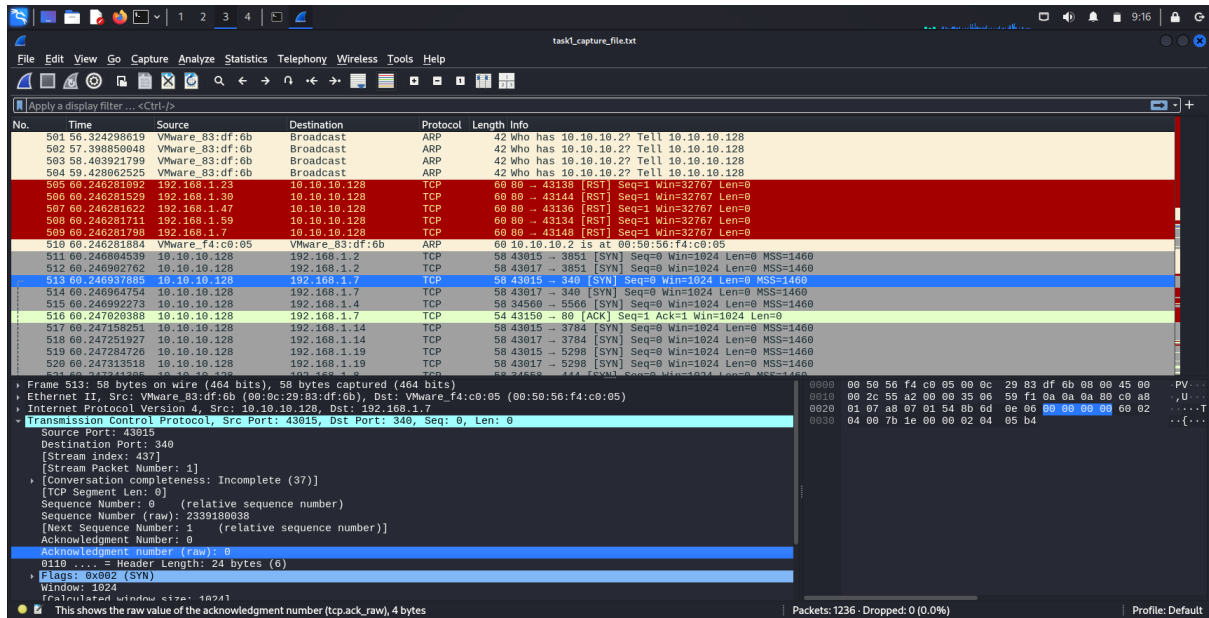 1 2 3 4 9:16
task1_capture_file.txt
File Edit View Go Capture Analyze Statistics Telephony Wireless Tools Help
Apply a display filter ... <Ctrl-/>
No. Time Source Destination Protocol Length Info
501 56.324298619 VMware_83:df:6b Broadcast ARP 42 Who has 10.10.10.2? Tell 10.10.10.128
502 57.398850048 VMware_83:df:6b Broadcast ARP 42 Who has 10.10.10.2? Tell 10.10.10.128
503 58.403921799 VMware_83:df:6b Broadcast ARP 42 Who has 10.10.10.2? Tell 10.10.10.128
504 59.428062525 VMware_83:df:6b Broadcast ARP 42 Who has 10.10.10.2? Tell 10.10.10.128
505 60.246281092 192.168.1.23 10.10.10.128 TCP 60 80 → 43138 [RST] Seq=1 Win=32767 Len=0
506 60.246281529 192.168.1.30 10.10.10.128 TCP 60 80 → 43144 [RST] Seq=1 Win=32767 Len=0
507 60.246281622 192.168.1.47 10.10.10.128 TCP 60 80 → 43136 [RST] Seq=1 Win=32767 Len=0
508 60.246281711 192.168.1.59 10.10.10.128 TCP 60 80 → 43134 [RST] Seq=1 Win=32767 Len=0
509 60.246281798 192.168.1.7 10.10.10.128 TCP 60 80 → 43148 [RST] Seq=1 Win=32767 Len=0
510 60.246281884 VMware_f4:c0:05 VMware_83:df:6b ARP 60 10.10.10.2 is at 00:50:56:f4:c0:05
511 60.246804539 10.10.10.128 192.168.1.2 TCP 58 43015 → 3851 [SYN] Seq=0 Win=1024 Len=0 MSS=1460
512 60.246902762 10.10.10.128 192.168.1.2 TCP 58 43017 → 3851 [SYN] Seq=0 Win=1024 Len=0 MSS=1460
513 60.246937885 10.10.10.128 192.168.1.7 TCP 58 43015 → 340 [SYN] Seq=0 Win=1024 Len=0 MSS=1460
514 60.246964754 10.10.10.128 192.168.1.7 TCP 58 43017 → 340 [SYN] Seq=0 Win=1024 Len=0 MSS=1460
515 60.246992273 10.10.10.128 192.168.1.4 TCP 58 34560 → 5566 [SYN] Seq=0 Win=1024 Len=0 MSS=1460
516 60.247020388 10.10.10.128 192.168.1.7 TCP 54 43150 → 80 [ACK] Seq=1 Ack=1 Win=1024 Len=0
517 60.247158251 10.10.10.128 192.168.1.14 TCP 58 43015 → 3784 [SYN] Seq=0 Win=1024 Len=0 MSS=1460
518 60.247251927 10.10.10.128 192.168.1.14 TCP 58 43017 → 3784 [SYN] Seq=0 Win=1024 Len=0 MSS=1460
519 60.247284726 10.10.10.128 192.168.1.19 TCP 58 43015 → 5298 [SYN] Seq=0 Win=1024 Len=0 MSS=1460
520 60.247313518 10.10.10.128 192.168.1.19 TCP 58 43017 → 5298 [SYN] Seq=0 Win=1024 Len=0 MSS=1460
Frame 513: 58 bytes on wire (464 bits), 58 bytes captured (464 bits)
Ethernet II, Src: VMware_83:df:6b (00:0c:29:83:df:6b), Dst: VMware_f4:c0:05 (00:50:56:f4:c0:05)
Internet Protocol Version 4, Src: 10.10.10.128, Dst: 192.168.1.7
Transmission Control Protocol, Src Port: 43015, Dst Port: 340, Seq: 0, Len: 0
Source Port: 43015
Destination Port: 340
[Stream index: 437]
[Stream Packet Number: 1]
[Conversation completeness: Incomplete (37)]
[TCP Segment Len: 0]
Sequence Number: 0 (relative sequence number)
Sequence Number (raw): 2339180038
[Next Sequence Number: 1 (relative sequence number)]
Acknowledgment Number: 0
Acknowledgment number (raw): 0
0110 .... = Header Length: 24 bytes (6)
Flags: 0x002 (SYN)
Window: 1024
[Calculated window size: 1024]
0000 00 50 56 f4 c0 05 00 0c 29 83 df 6b 08 00 45 00 ·PV···
0010 00 2c 55 a2 00 00 35 06 59 f1 0a 0a 0a 80 c0 a8 ·,U···
0020 01 07 a8 07 01 54 8b 6d 0e 06 00 00 00 00 60 02 ·····T
0030 04 00 7b 1e 00 00 02 04 05 b4 ··{···
This shows the raw value of the acknowledgment number (tcp.ack_raw), 4 bytes
Packets: 1236 · Dropped: 0 (0.0%)
Profile: Default